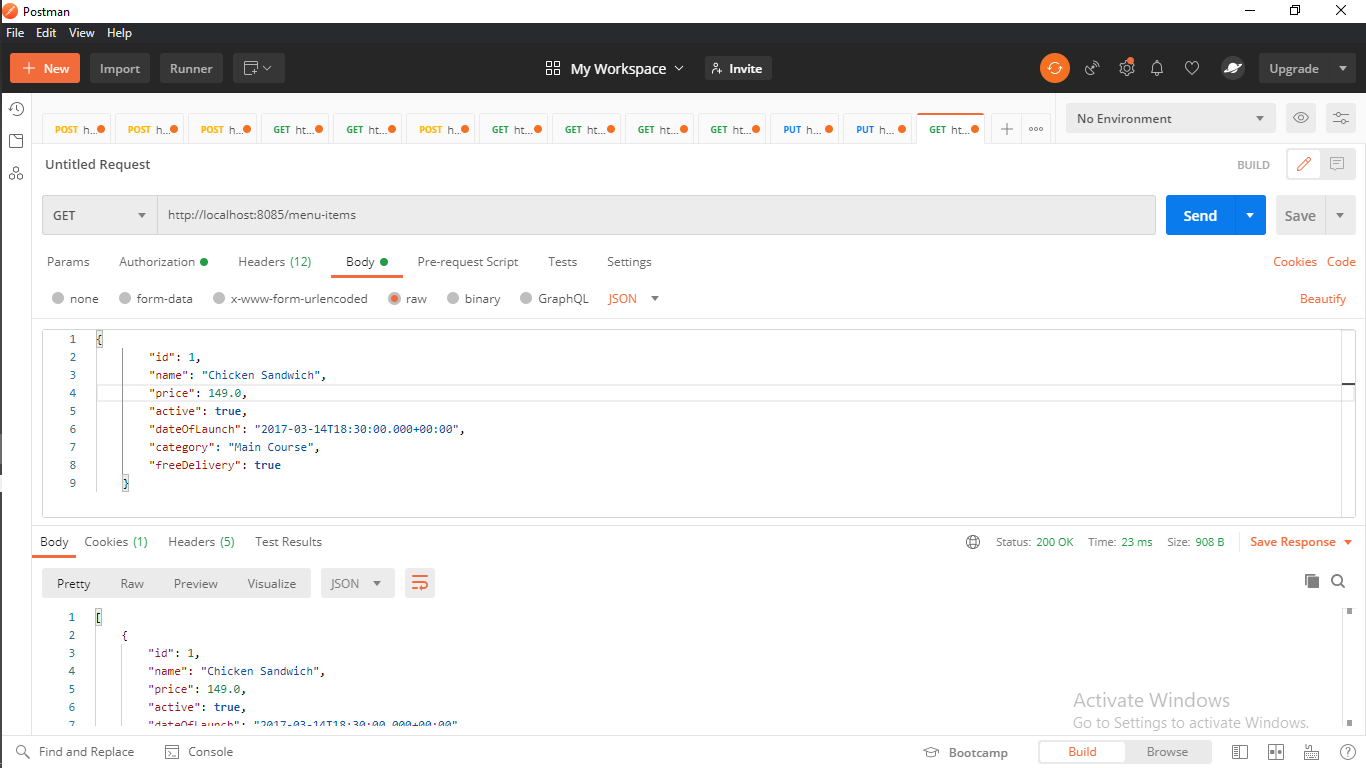 Postman
File Edit View Help
New Import Runner My Workspace Invite Upgrade
POST h... POST h... POST h... GET ht... GET ht... POST h... GET ht... GET ht... GET ht... GET ht... PUT h... PUT h... GET ht... No Environment
Untitled Request BUILD
GET http://localhost:8085/menu-items Send Save
Params Authorization Headers (12) Body Pre-request Script Tests Settings Cookies Code
none form-data x-www-form-urlencoded raw binary GraphQL JSON Beautify
1 {
2 "id": 1,
3 "name": "Chicken Sandwich",
4 "price": 149.0,
5 "active": true,
6 "dateOfLaunch": "2017-03-14T18:30:00.000+00:00",
7 "category": "Main Course",
8 "freeDelivery": true
9 }
Body Cookies (1) Headers (5) Test Results Status: 200 OK Time: 23 ms Size: 908 B Save Response
Pretty Raw Preview Visualize JSON
1 [
2 {
3 "id": 1,
4 "name": "Chicken Sandwich",
5 "price": 149.0,
6 "active": true,
7 "dateOfLaunch": "2017-03-14T18:30:00.000+00:00"
Activate Windows
Go to Settings to activate Windows.
Find and Replace Console Bootcamp Build Browse